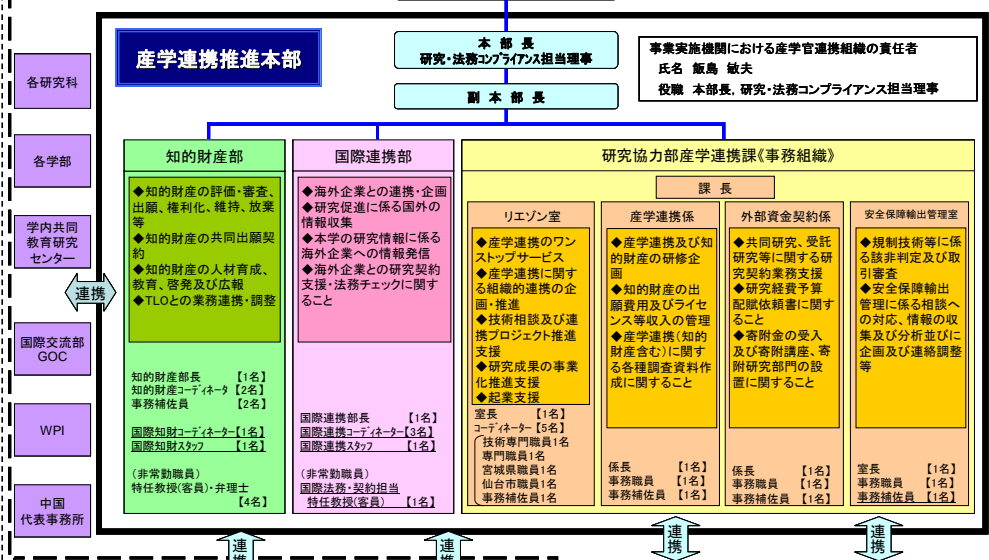 産学連携推進本部
本 部 長
研究・法務コンプライアンス担当理事
副 本 部 長
事業実施機関における産学官連携組織の責任者
氏名 飯島 敏夫
役職 本部長, 研究・法務コンプライアンス担当理事
各研究科
各学部
学内共同
教育研究
センター
連携
国際交流部
GOC
WPI
中国
代表事務所
知的財産部
◆知的財産の評価・審査、
出願、権利化、維持、放棄
等
◆知的財産の共同出願契
約
◆知的財産の人材育成、
教育、啓発及び広報
◆TLOとの業務連携・調整
知的財産部長 【1名】
知的財産コーディネータ 【2名】
事務補佐員 【2名】
国際知財コーディネーター【1名】
国際知財スタッフ 【1名】
（非常勤職員）
特任教授(客員)・弁理士
【4名】
国際連携部
◆海外企業との連携・企画
◆研究促進に係る国外の
情報収集
◆本学の研究情報に係る
海外企業への情報発信
◆海外企業との研究契約
支援・法務チェックに関す
ること
国際連携部長 【1名】
国際連携コーディネーター【3名】
国際連携スタッフ 【1名】
（非常勤職員）
国際法務・契約担当
特任教授(客員) 【1名】
研究協力部産学連携課《事務組織》
課 長
リエゾン室
◆産学連携のワン
ストップサービス
◆産学連携に関す
る組織的連携の企
画・推進
◆技術相談及び連
携プロジェクト推進
支援
◆研究成果の事業
化推進支援
◆起業支援
室長 【1名】
コーディネーター 【5名】
技術専門職員1名
専門職員1名
宮城県職員1名
仙台市職員1名
事務補佐員1名
産学連携係
◆産学連携及び知
的財産の研修企
画
◆知的財産の出
願費用及びライセ
ンス等収入の管理
◆産学連携（知的
財産含む）に関す
る各種調査資料作
成に関すること
係長 【1名】
事務職員 【1名】
事務補佐員 【1名】
外部資金契約係
◆共同研究、受託
研究等に関する研
究契約業務支援
◆研究経費予算
配賦依頼書に関す
ること
◆寄附金の受入
及び寄附講座、寄
附研究部門の設
置に関すること
係長 【1名】
事務職員 【1名】
事務補佐員 【1名】
安全保障輸出管理室
◆規制技術等に係
る該非判定及び取
引審査
◆安全保障輸出
管理に係る相談へ
の対応、情報の収
集及び分析並びに
企画及び連絡調整
等
室長 【1名】
事務職員 【1名】
事務補佐員 【1名】
連
連
連
携
連
携